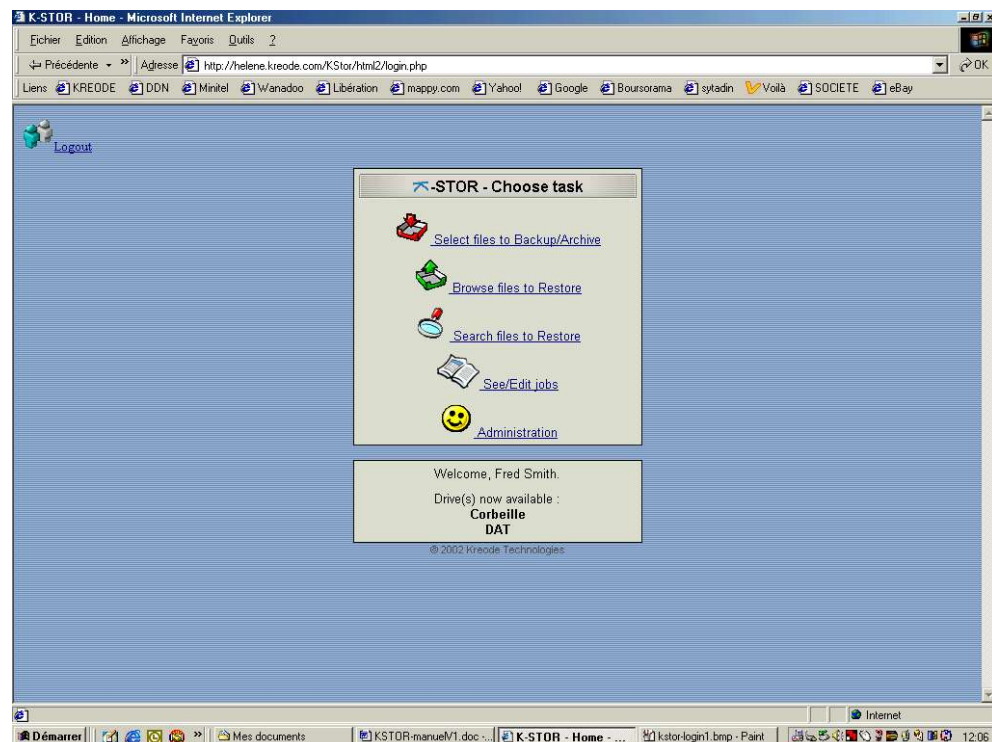 K-STOR - Home - Microsoft Internet Explorer
Fichier Edition Affichage Favoris Outils ?
Précédente » Adresse http://helene.kreode.com/KStor/html2/login.php OK
Liens KREODE DDN Minitel Wanadoo Libération mappy.com Yahoo! Google Boursorama sytadin Voilà SOCIETE eBay
Logout
K-STOR - Choose task
Select files to Backup/Archive
Browse files to Restore
Search files to Restore
See/Edit jobs
Administration
Welcome, Fred Smith.
Drive(s) now available :
Corbeille
DAT
© 2002 Kreode Technologies
Internet
Démarrer » Mes documents KSTOR-manuelV1.doc -... K-STOR - Home - ... kstor-login1.bmp - Paint 12:06